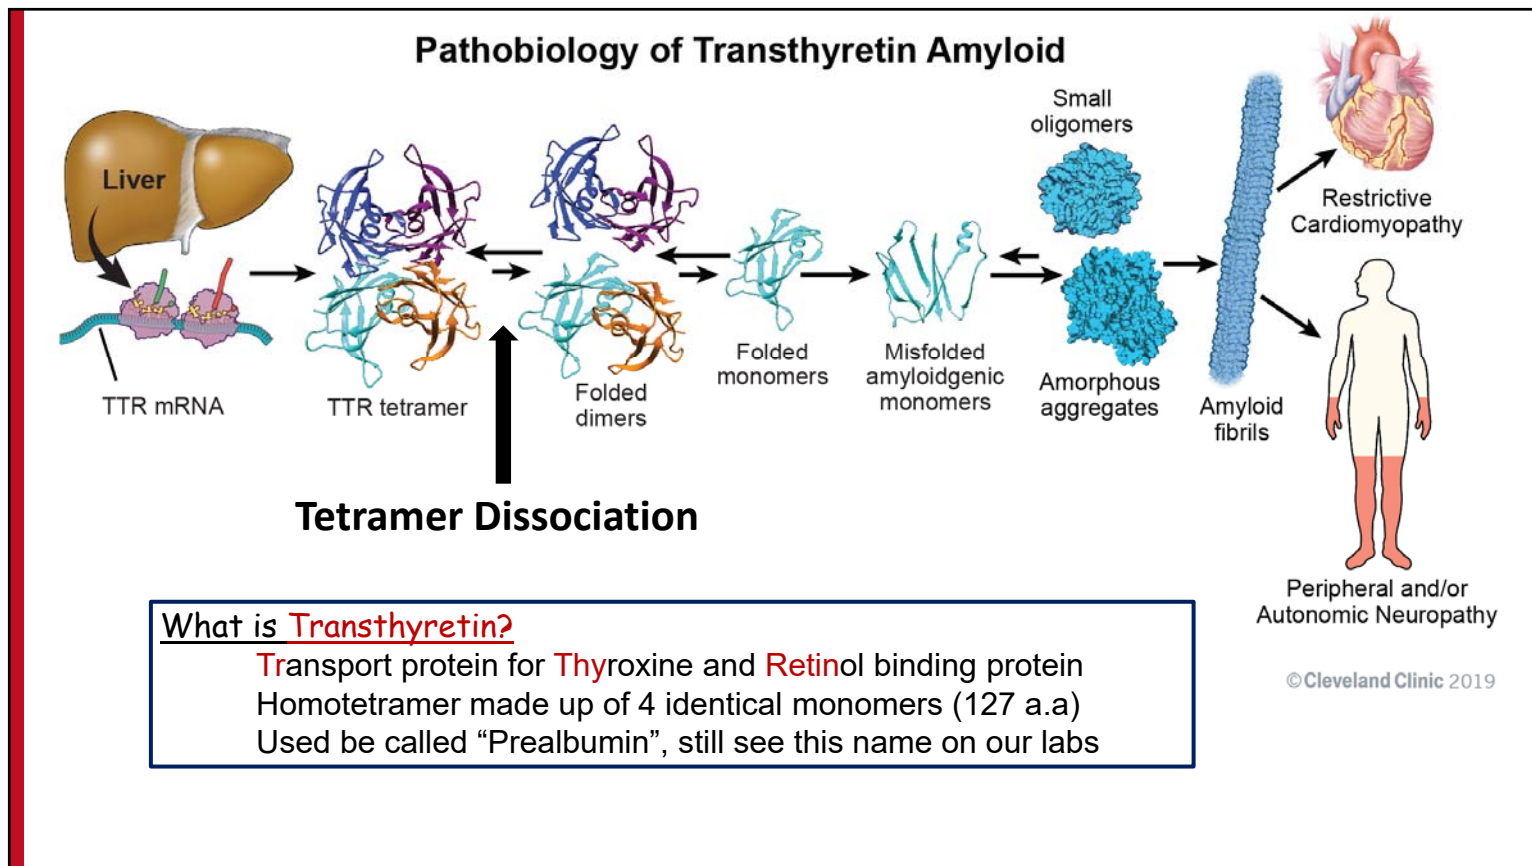 Pathobiology of Transthyretin Amyloid
Liver
TTR mRNA
TTR tetramer
Folded
dimers
Folded
monomers
Misfolded
amyloidgenic
monomers
Small
oligomers
Amorphous
aggregates
Amyloid
fibrils
Restrictive
Cardiomyopathy
Peripheral and/or
Autonomic Neuropathy
Tetramer Dissociation
What is Transthyretin?
Transport protein for Thyroxine and Retinol binding protein
Homotetramer made up of 4 identical monomers (127 a.a)
Used be called “Prealbumin”, still see this name on our labs
©Cleveland Clinic 2019